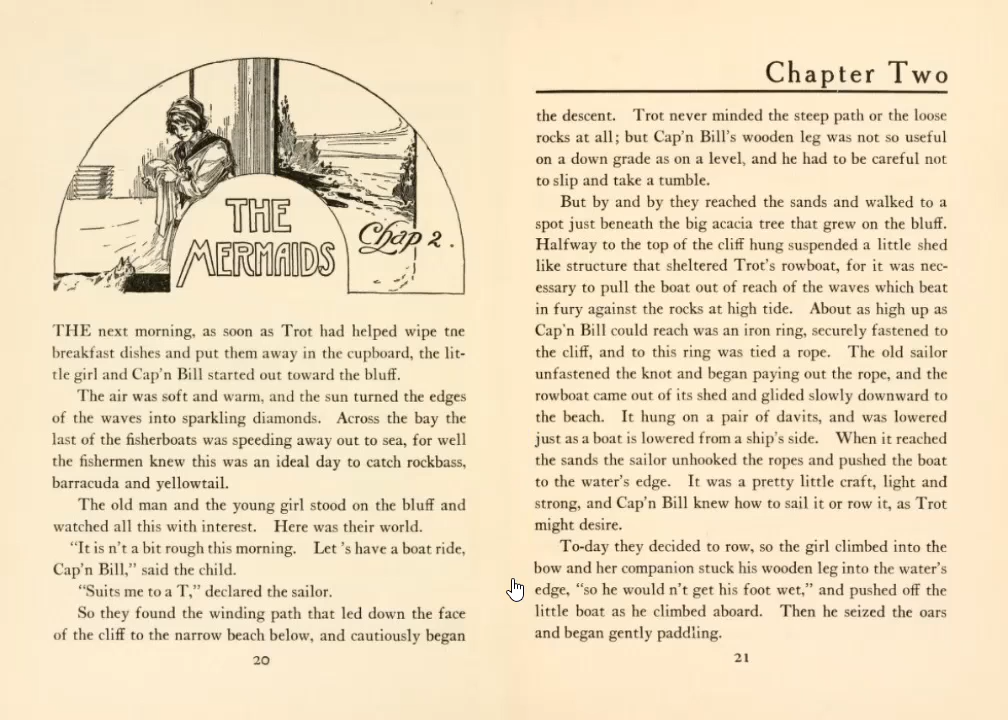 THE
MERMAIDS
Chap 2.
THE next morning, as soon as Trot had helped wipe tne
breakfast dishes and put them away in the cupboard, the lit-
tle girl and Cap'n Bill started out toward the bluff.
The air was soft and warm, and the sun turned the edges
of the waves into sparkling diamonds. Across the bay the
last of the fisherboats was speeding away out to sea, for well
the fishermen knew this was an ideal day to catch rockbass,
barracuda and yellowtail.
The old man and the young girl stood on the bluff and
watched all this with interest. Here was their world.
"It is n't a bit rough this morning. Let 's have a boat ride,
Cap'n Bill," said the child.
"Suits me to a T," declared the sailor.
So they found the winding path that led down the face
of the cliff to the narrow beach below, and cautiously began
20
Chapter Two
the descent. Trot never minded the steep path or the loose
rocks at all; but Cap'n Bill's wooden leg was not so useful
on a down grade as on a level, and he had to be careful not
to slip and take a tumble.
But by and by they reached the sands and walked to a
spot just beneath the big acacia tree that grew on the bluff.
Halfway to the top of the cliff hung suspended a little shed
like structure that sheltered Trot's rowboat, for it was nec-
essary to pull the boat out of reach of the waves which beat
in fury against the rocks at high tide. About as high up as
Cap'n Bill could reach was an iron ring, securely fastened to
the cliff, and to this ring was tied a rope. The old sailor
unfastened the knot and began paying out the rope, and the
rowboat came out of its shed and glided slowly downward to
the beach. It hung on a pair of davits, and was lowered
just as a boat is lowered from a ship's side. When it reached
the sands the sailor unhooked the ropes and pushed the boat
to the water's edge. It was a pretty little craft, light and
strong, and Cap'n Bill knew how to sail it or row it, as Trot
might desire.
To-day they decided to row, so the girl climbed into the
bow and her companion stuck his wooden leg into the water's
edge, "so he would n't get his foot wet," and pushed off the
little boat as he climbed aboard. Then he seized the oars
and began gently paddling.
21